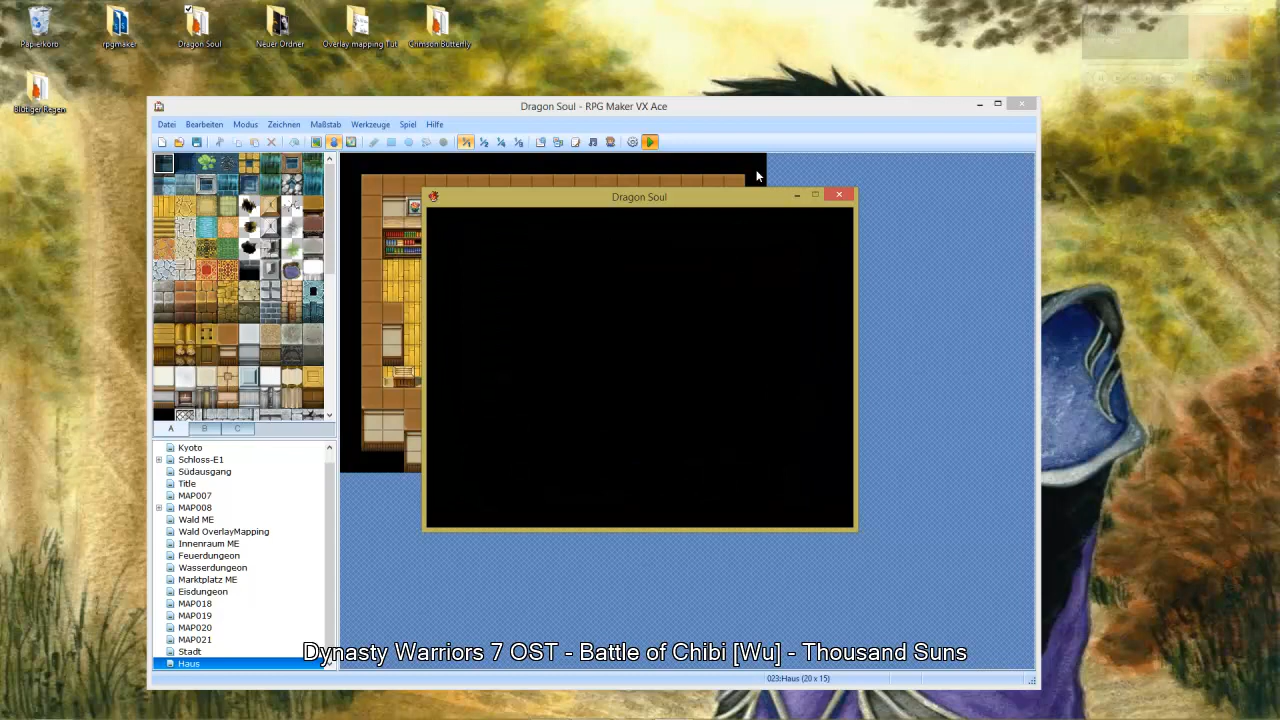 Papierkorb
rpgmaker
Dragon Soul
Neuer Ordner
Overlay mapping Tut
Crimson Butterfly
Blutiger Regen
Dragon Soul - RPG Maker VX Ace
Datei Bearbeiten Modus Zeichnen Maßstab Werkzeuge Spiel Hilfe
Dragon Soul
A B C
Kyoto
Schloss-E1
Südausgang
Title
MAP007
MAP008
Wald ME
Wald OverlayMapping
Innenraum ME
Feuerdungeon
Wasserdungeon
Marktplatz ME
Eisdungeon
MAP018
MAP019
MAP020
MAP021
Stadt
Haus
Dynasty Warriors 7 OST - Battle of Chibi [Wu] - Thousand Suns
023:Haus (20 x 15)